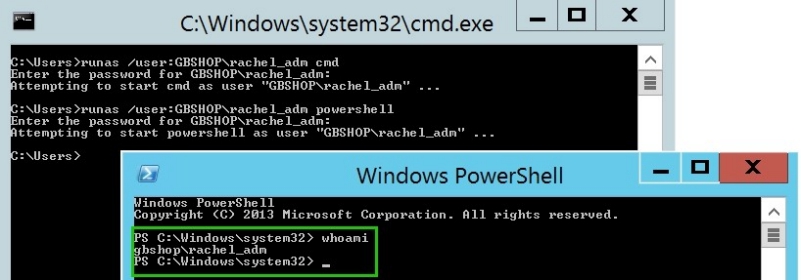 C:\Windows\system32\cmd.exe
C:\Users>runas /user:GBSHOP\rachel_adm cmd
Enter the password for GBSHOP\rachel_adm:
Attempting to start cmd as user "GBSHOP\rachel_adm" ...
C:\Users>runas /user:GBSHOP\rachel_adm powershell
Enter the password for GBSHOP\rachel_adm:
Attempting to start powershell as user "GBSHOP\rachel_adm" ...
C:\Users>
Windows PowerShell
Windows PowerShell
Copyright (C) 2013 Microsoft Corporation. All rights reserved.
PS C:\Windows\system32> whoami
gbshop\rachel_adm
PS C:\Windows\system32> _